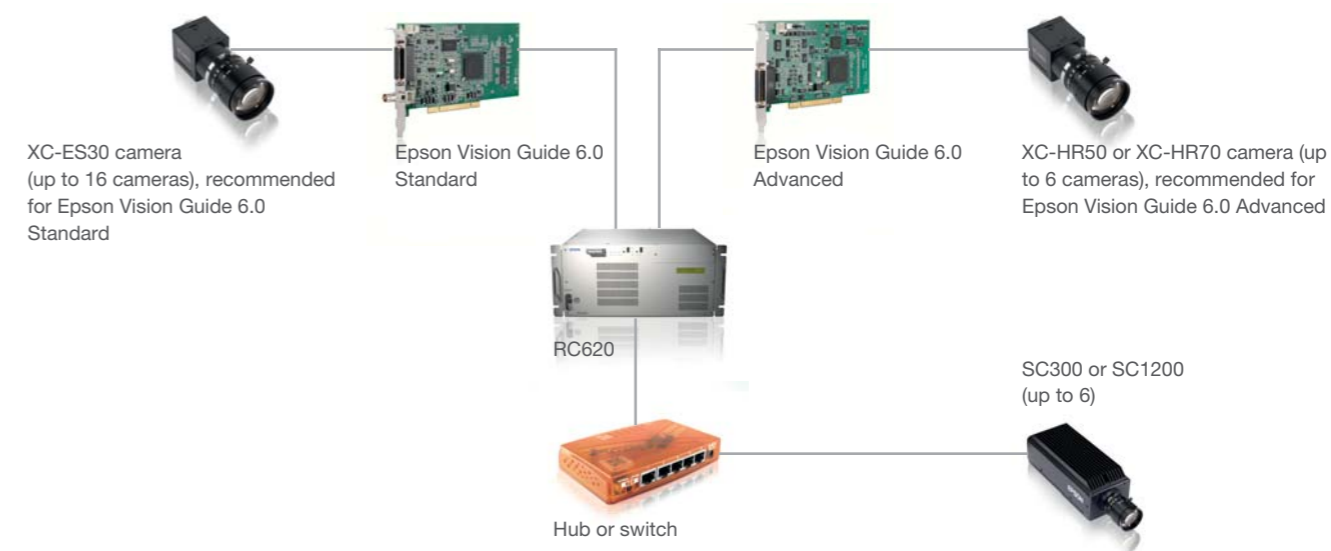 XC-ES30 camera
(up to 16 cameras), recommended
for Epson Vision Guide 6.0
Standard
Epson Vision Guide 6.0
Standard
Epson Vision Guide 6.0
Advanced
XC-HR50 or XC-HR70 camera (up
to 6 cameras), recommended for
Epson Vision Guide 6.0 Advanced
RC620
SC300 or SC1200
(up to 6)
EPSON
Hub or switch